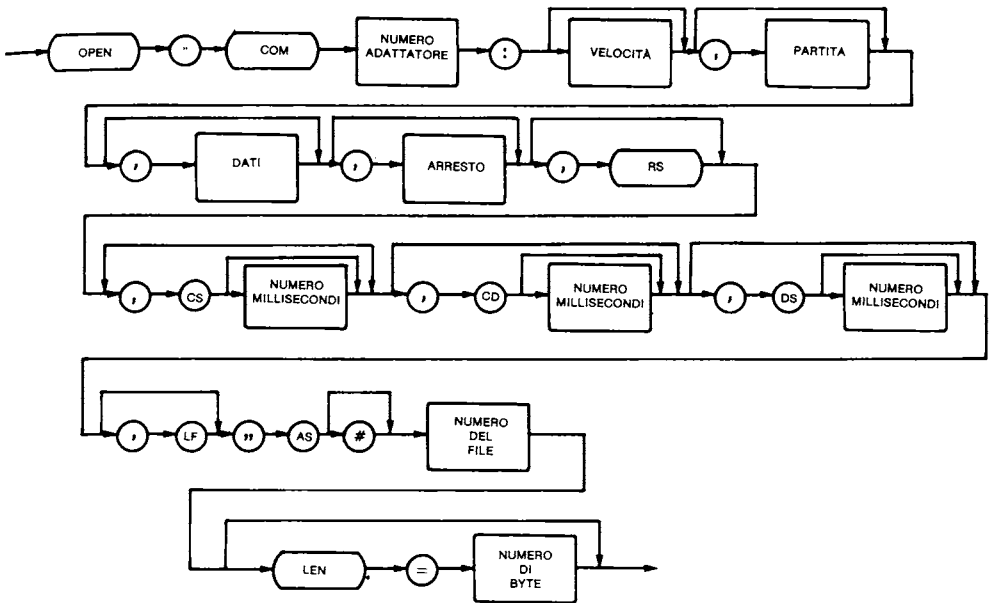 OPEN " COM NUMERO ADATTATORE : VELOCITÀ , PARTITA
, DATI , ARRESTO , RS
, CS NUMERO MILLISECONDI , CD NUMERO MILLISECONDI , DS NUMERO MILLISECONDI
, LF " AS # NUMERO DEL FILE
LEN = NUMERO DI BYTE